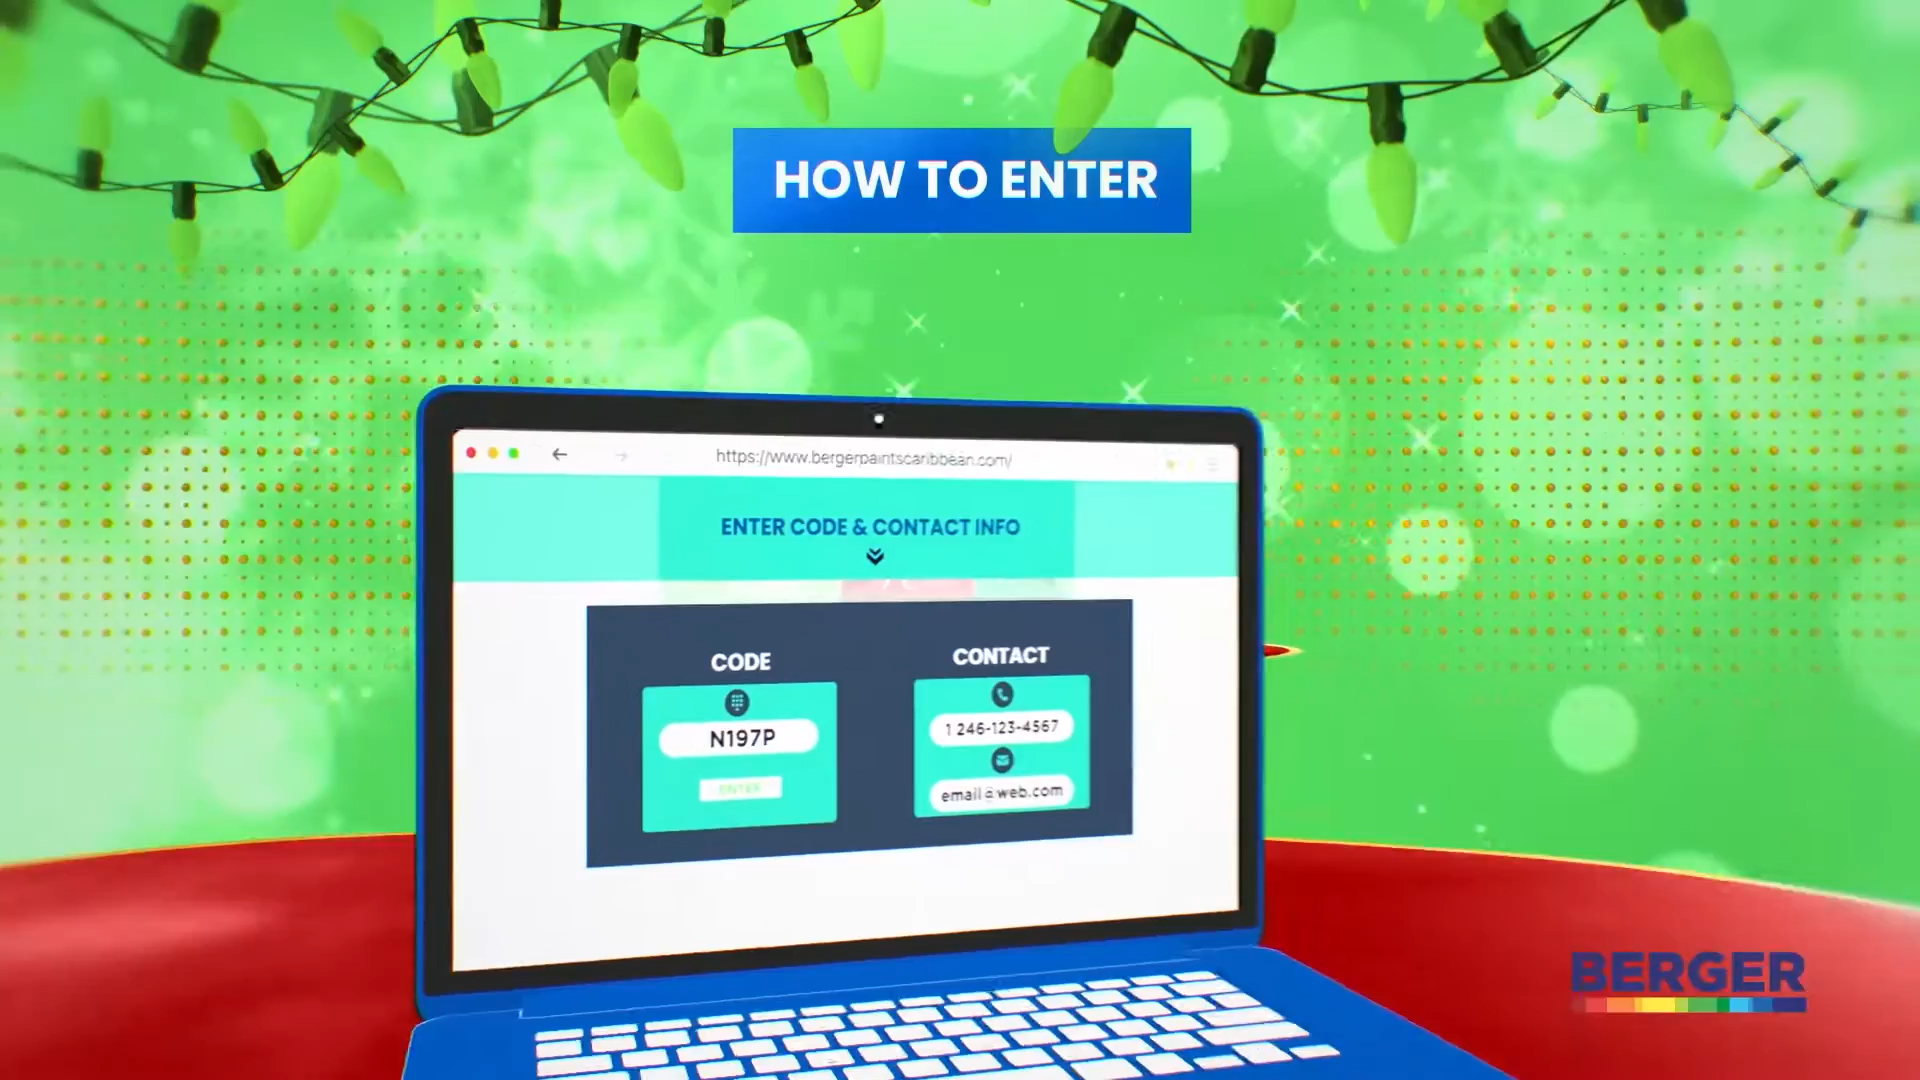 HOW TO ENTER
https://www.bergerpaintscaribbean.com/
ENTER CODE & CONTACT INFO
CODE
N197P
ENTER
CONTACT
1 246-123-4567
email@web.com
BERGER